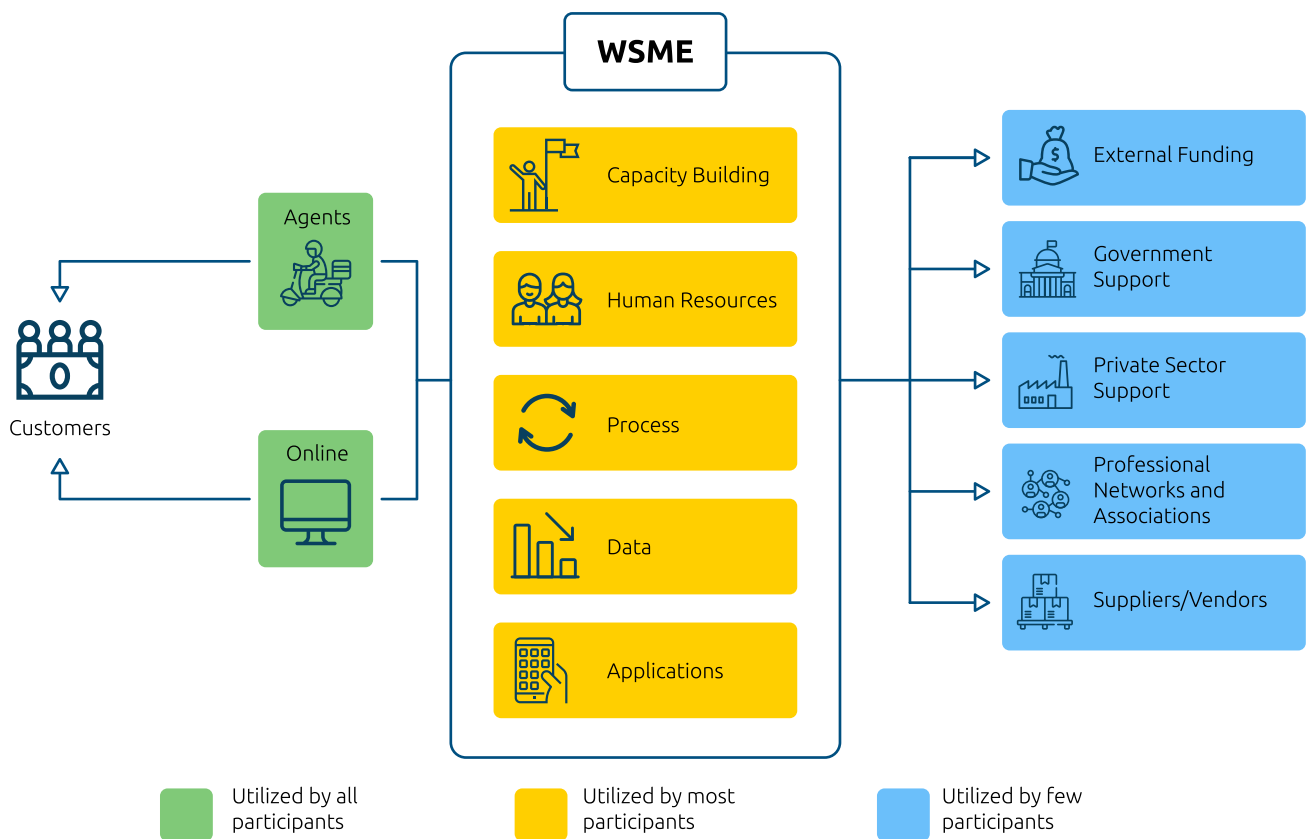 WSME
Agents
Online
Customers
Capacity Building
Human Resources
Process
Data
Applications
External Funding
Government
Support
Private Sector
Support
Professional
Networks and
Associations
Suppliers/Vendors
$
Utilized by all
participants
Utilized by most
participants
Utilized by few
participants